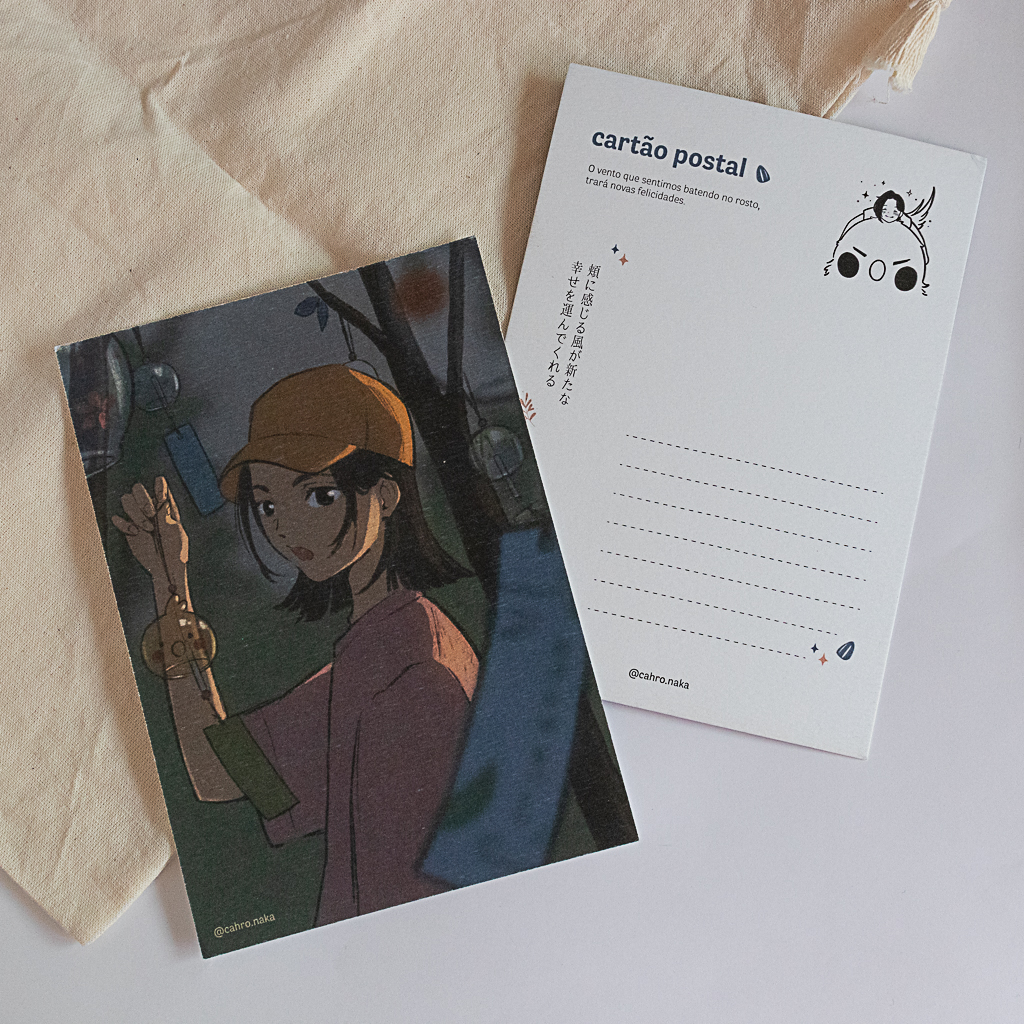 cartão postal
O vento que sentimos batendo no rosto,
trará novas felicidades.
頬に感じる風が新たな
幸せを運んでくれる
@cahro.naka
@cahro.naka